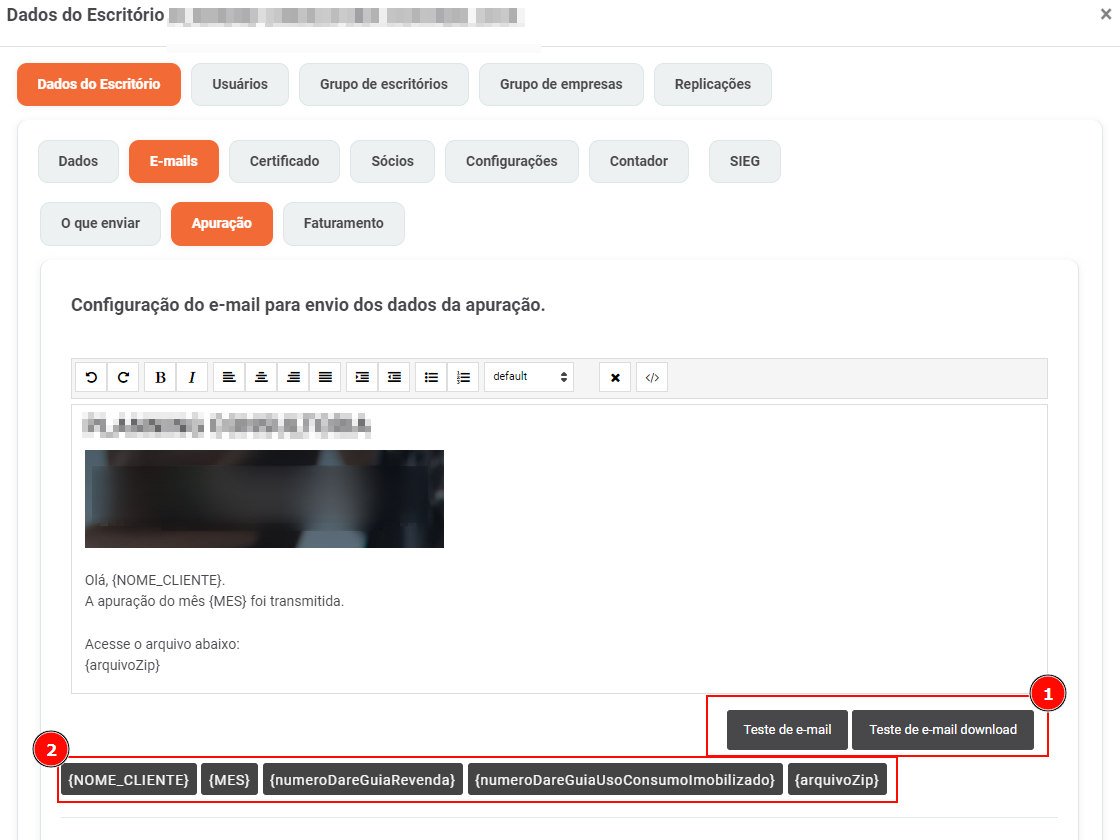 Dados do Escritório
×
Dados do Escritório Usuários Grupo de escritórios Grupo de empresas Replicações
Dados E-mails Certificado Sócios Configurações Contador SIEG
O que enviar Apuração Faturamento
Configuração do e-mail para envio dos dados da apuração.
B I default </>
Olá, {NOME_CLIENTE}.
A apuração do mês {MES} foi transmitida.
Acesse o arquivo abaixo:
{arquivoZip}
1
Teste de e-mail Teste de e-mail download
2
{NOME_CLIENTE} {MES} {numeroDareGuiaRevenda} {numeroDareGuiaUsoConsumoImobilizado} {arquivoZip}